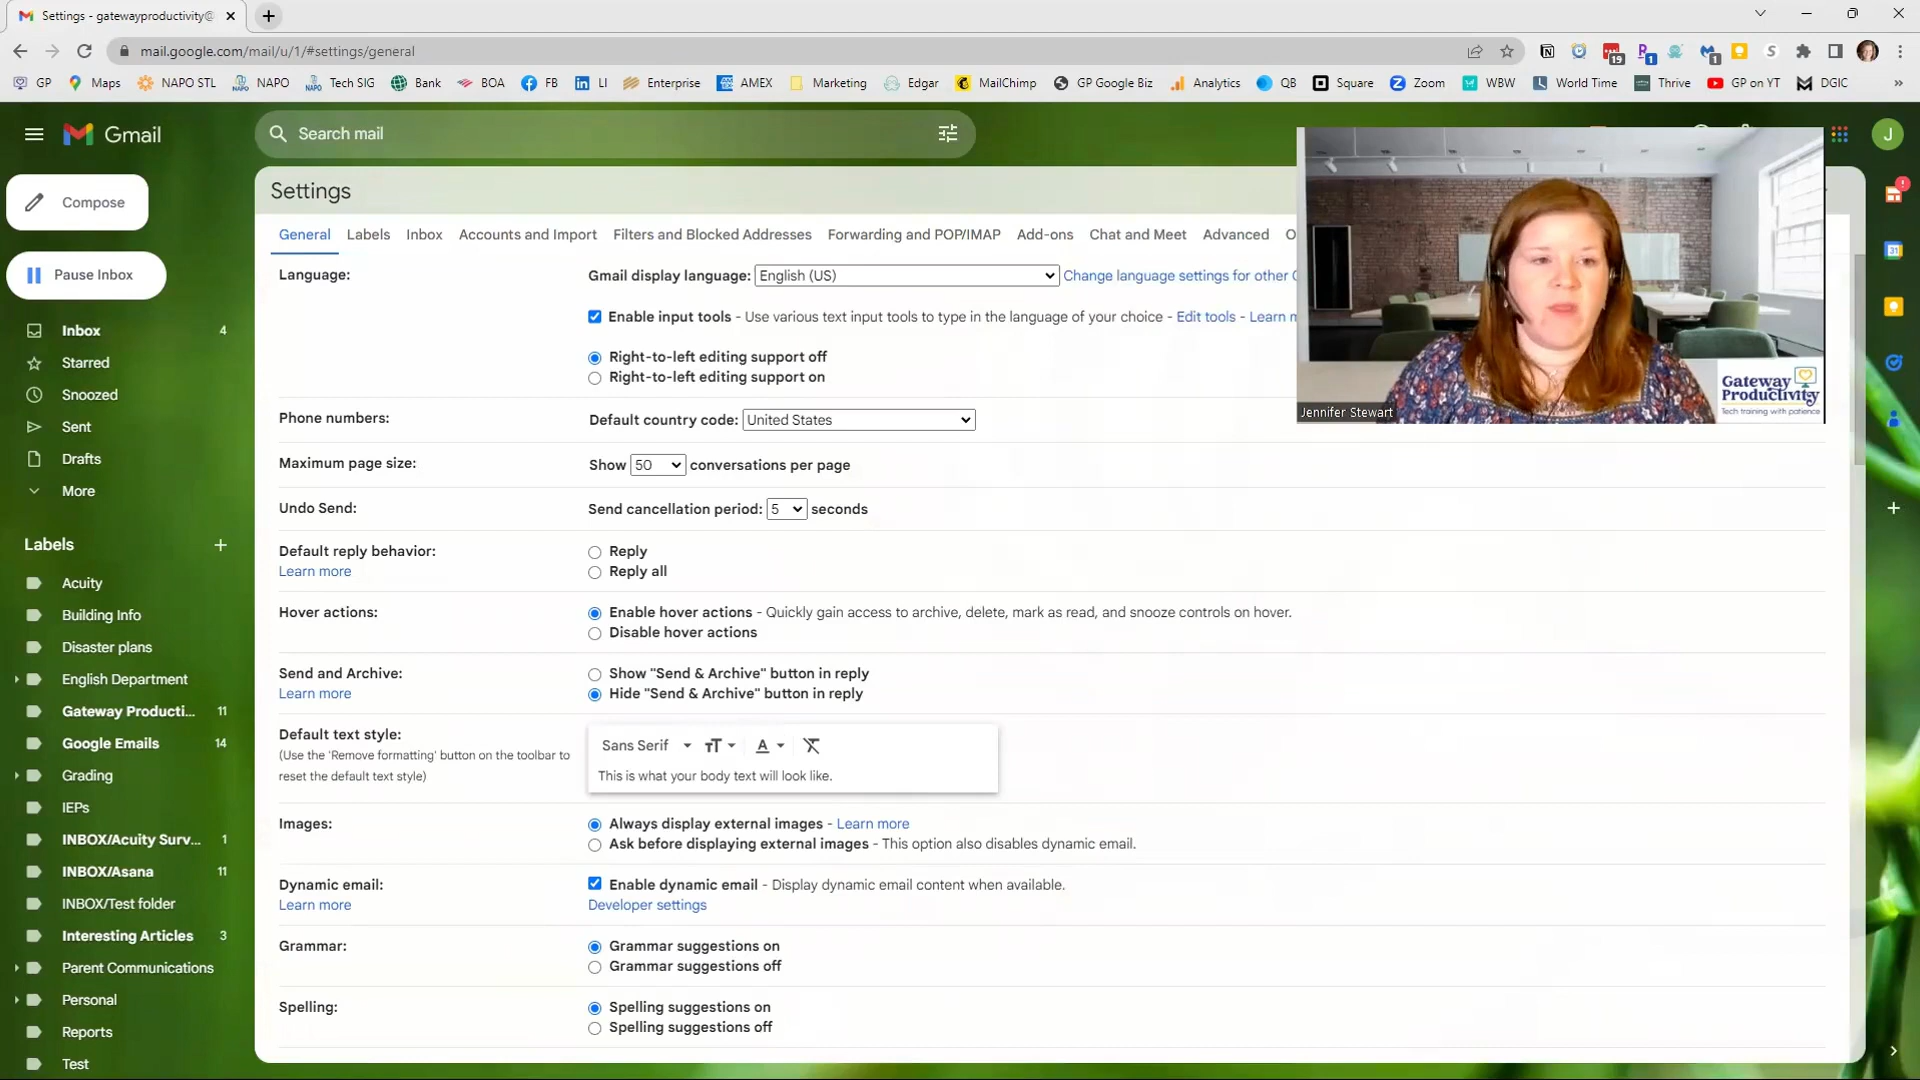 Settings - gatewayproductivity@
mail.google.com/mail/u/1/#settings/general
19
1
1
GP
Maps
NAPO STL
NAPO
Tech SIG
Bank
BOA
FB
LI
Enterprise
AMEX
Marketing
Edgar
MailChimp
GP Google Biz
Analytics
QB
Square
Zoom
WBW
World Time
Thrive
GP on YT
DGIC
Gmail
Search mail
J
Compose
Pause Inbox
Inbox 4
Starred
Snoozed
Sent
Drafts
More
Labels
Acuity
Building Info
Disaster plans
English Department
Gateway Producti... 11
Google Emails 14
Grading
IEPs
INBOX/Acuity Surv... 1
INBOX/Asana 11
INBOX/Test folder
Interesting Articles 3
Parent Communications
Personal
Reports
Test
Settings
General Labels Inbox Accounts and Import Filters and Blocked Addresses Forwarding and POP/IMAP Add-ons Chat and Meet Advanced O
Language: Gmail display language: English (US) Change language settings for other
Enable input tools - Use various text input tools to type in the language of your choice - Edit tools - Learn
Right-to-left editing support off
Right-to-left editing support on
Phone numbers: Default country code: United States
Maximum page size: Show 50 conversations per page
Undo Send: Send cancellation period: 5 seconds
Default reply behavior: Reply
Learn more Reply all
Hover actions: Enable hover actions - Quickly gain access to archive, delete, mark as read, and snooze controls on hover.
Disable hover actions
Send and Archive: Show "Send & Archive" button in reply
Learn more Hide "Send & Archive" button in reply
Default text style:
(Use the 'Remove formatting' button on the toolbar to
reset the default text style)
Sans Serif
This is what your body text will look like.
Images: Always display external images - Learn more
Ask before displaying external images - This option also disables dynamic email.
Dynamic email: Enable dynamic email - Display dynamic email content when available.
Learn more Developer settings
Grammar: Grammar suggestions on
Grammar suggestions off
Spelling: Spelling suggestions on
Spelling suggestions off
Jennifer Stewart
Gateway
Productivity
Tech training with patience
31